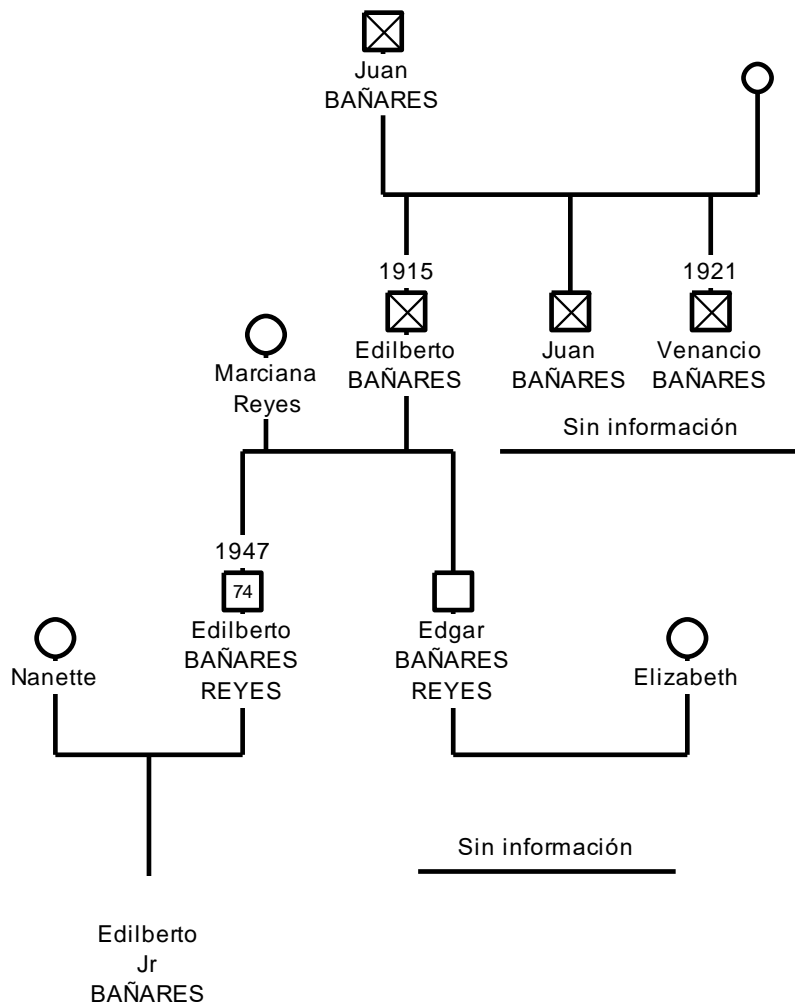 Juan
BAÑARES
1915
1921
Edilberto
BAÑARES
Juan
BAÑARES
Venancio
BAÑARES
Marciana
Reyes
Sin información
1947
74
Edilberto
BAÑARES
REYES
Edgar
BAÑARES
REYES
Nanette
Elizabeth
Sin información
Edilberto
Jr
BAÑARES